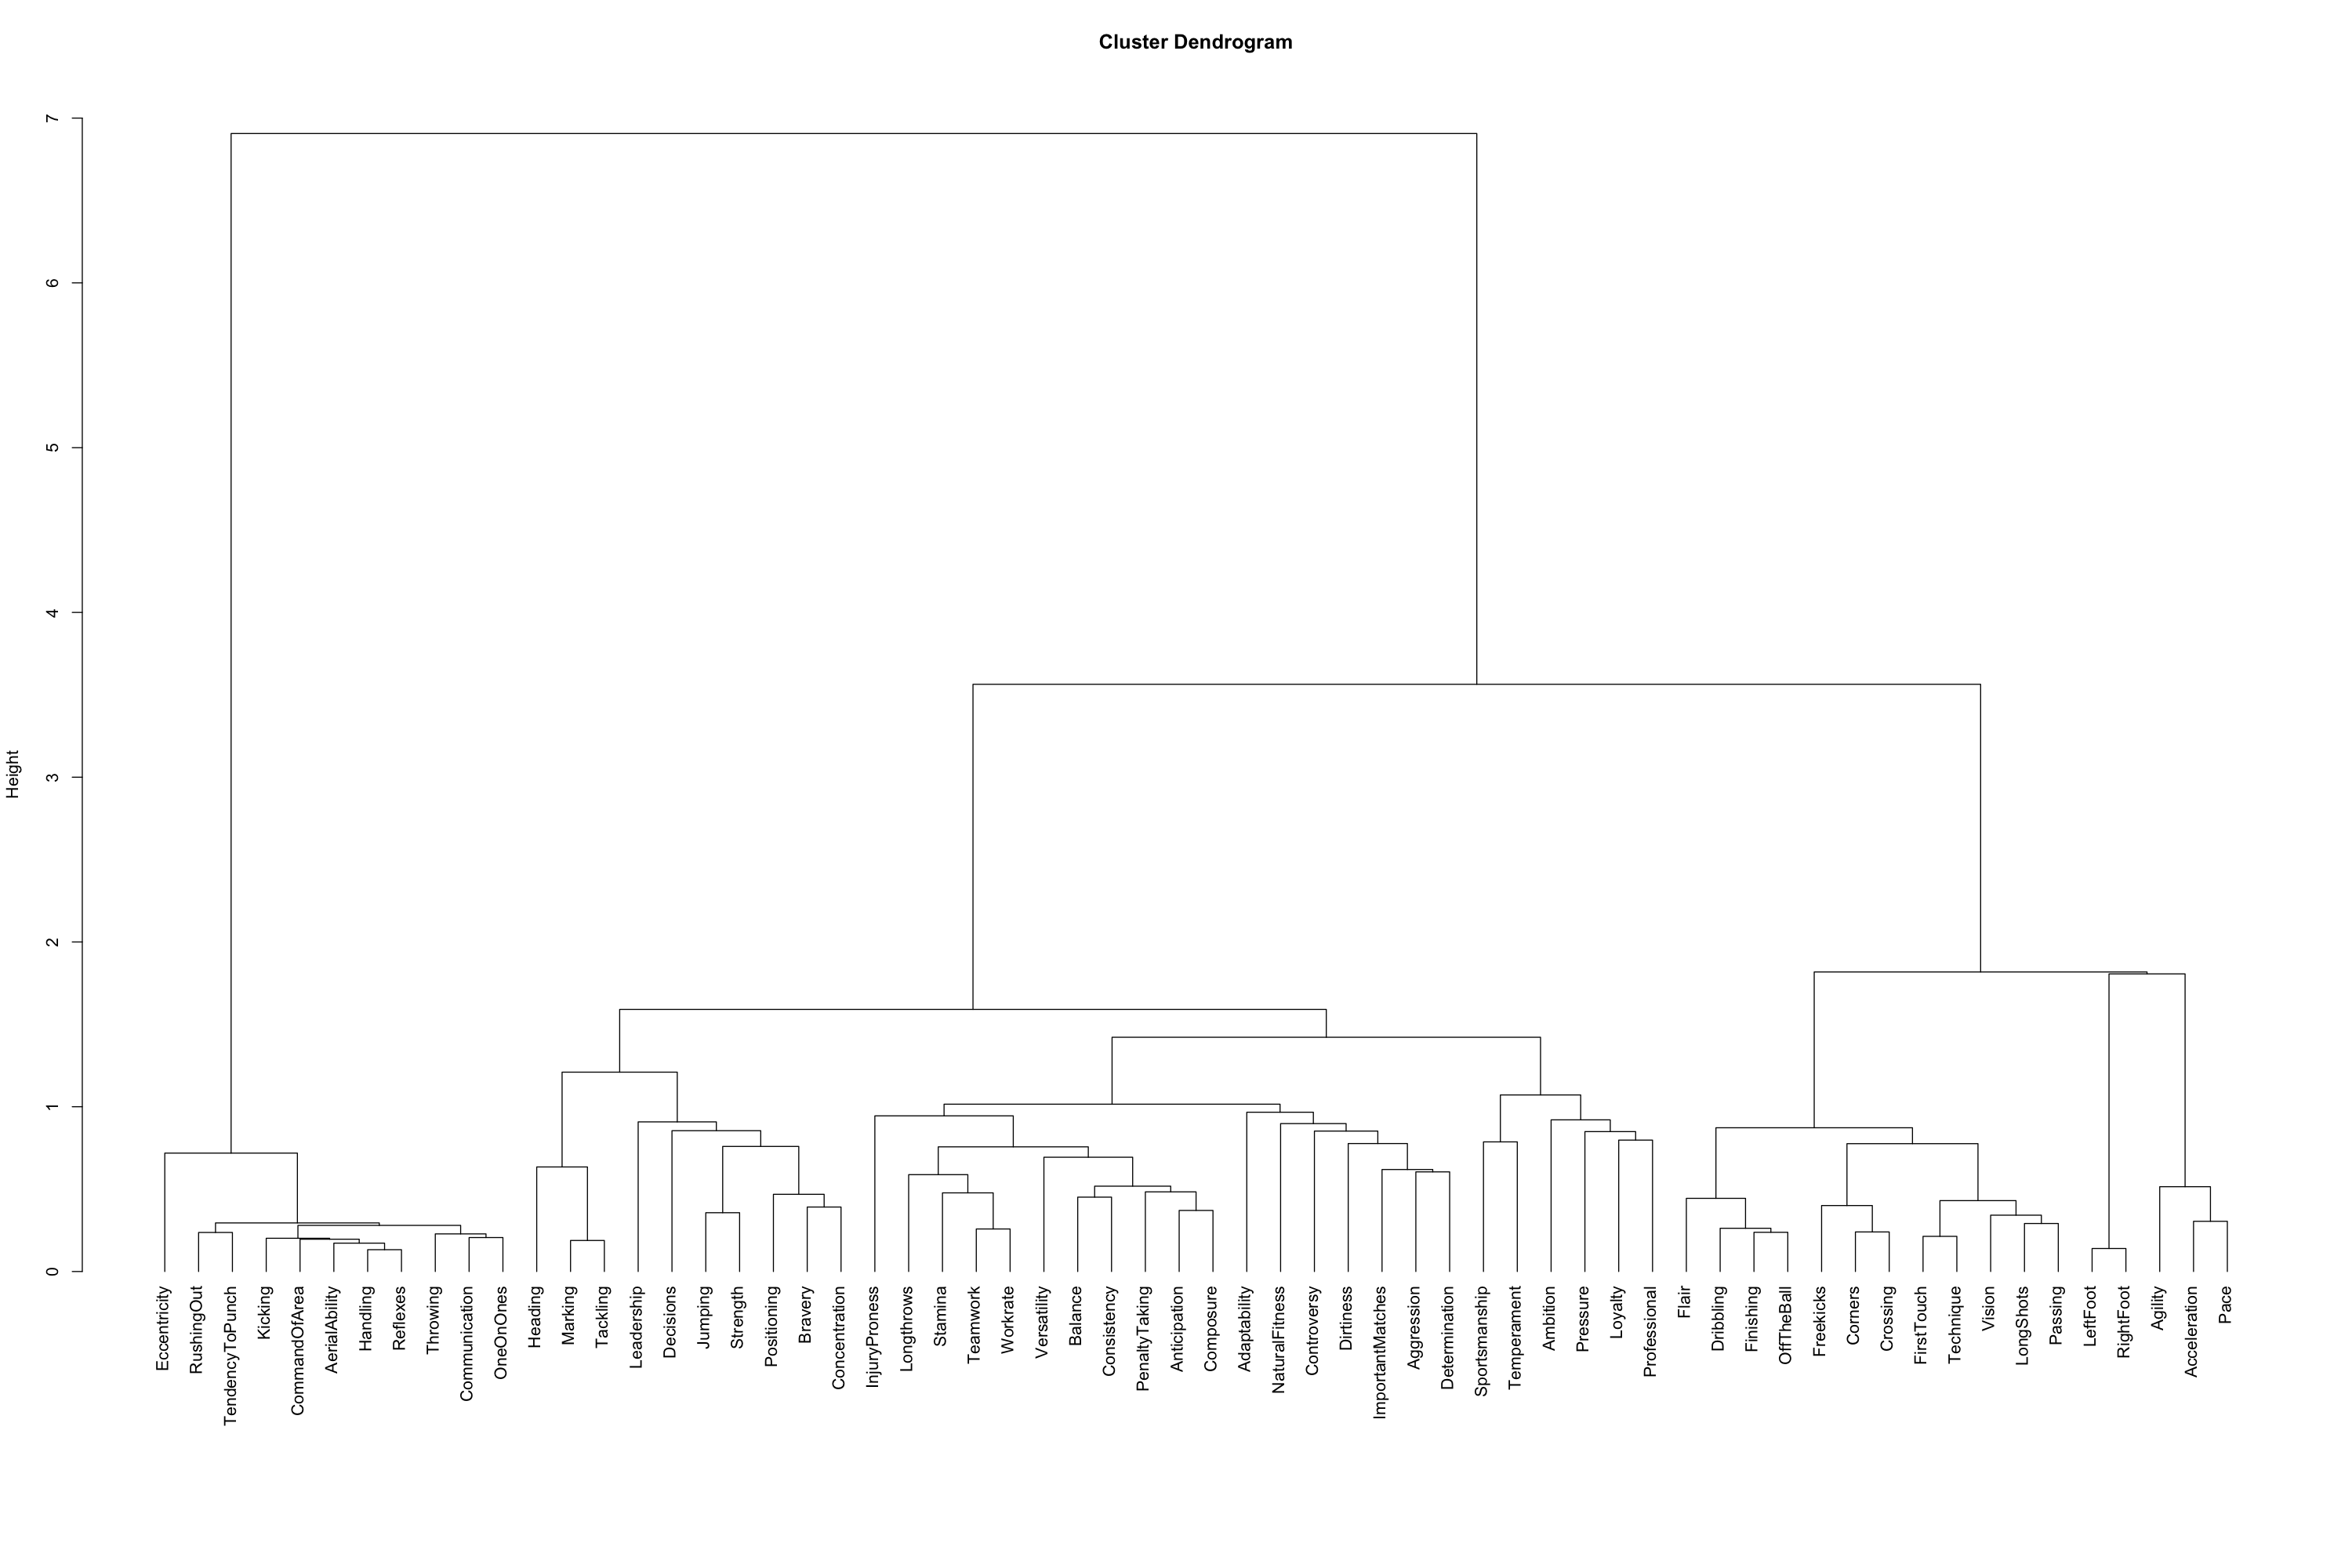 Cluster Dendrogram
Height
7
6
5
4
3
2
1
0
Eccentricity
RushingOut
TendencyToPunch
Kicking
CommandOfArea
AerialAbility
Handling
Reflexes
Throwing
Communication
OneOnOnes
Heading
Marking
Tackling
Leadership
Decisions
Jumping
Strength
Positioning
Bravery
Concentration
InjuryProness
Longthrows
Stamina
Teamwork
Workrate
Versatility
Balance
Consistency
PenaltyTaking
Anticipation
Composure
Adaptability
NaturalFitness
Controversy
Dirtiness
ImportantMatches
Aggression
Determination
Sportsmanship
Temperament
Ambition
Pressure
Loyalty
Professional
Flair
Dribbling
Finishing
OffTheBall
Freekicks
Corners
Crossing
FirstTouch
Technique
Vision
LongShots
Passing
LeftFoot
RightFoot
Agility
Acceleration
Pace